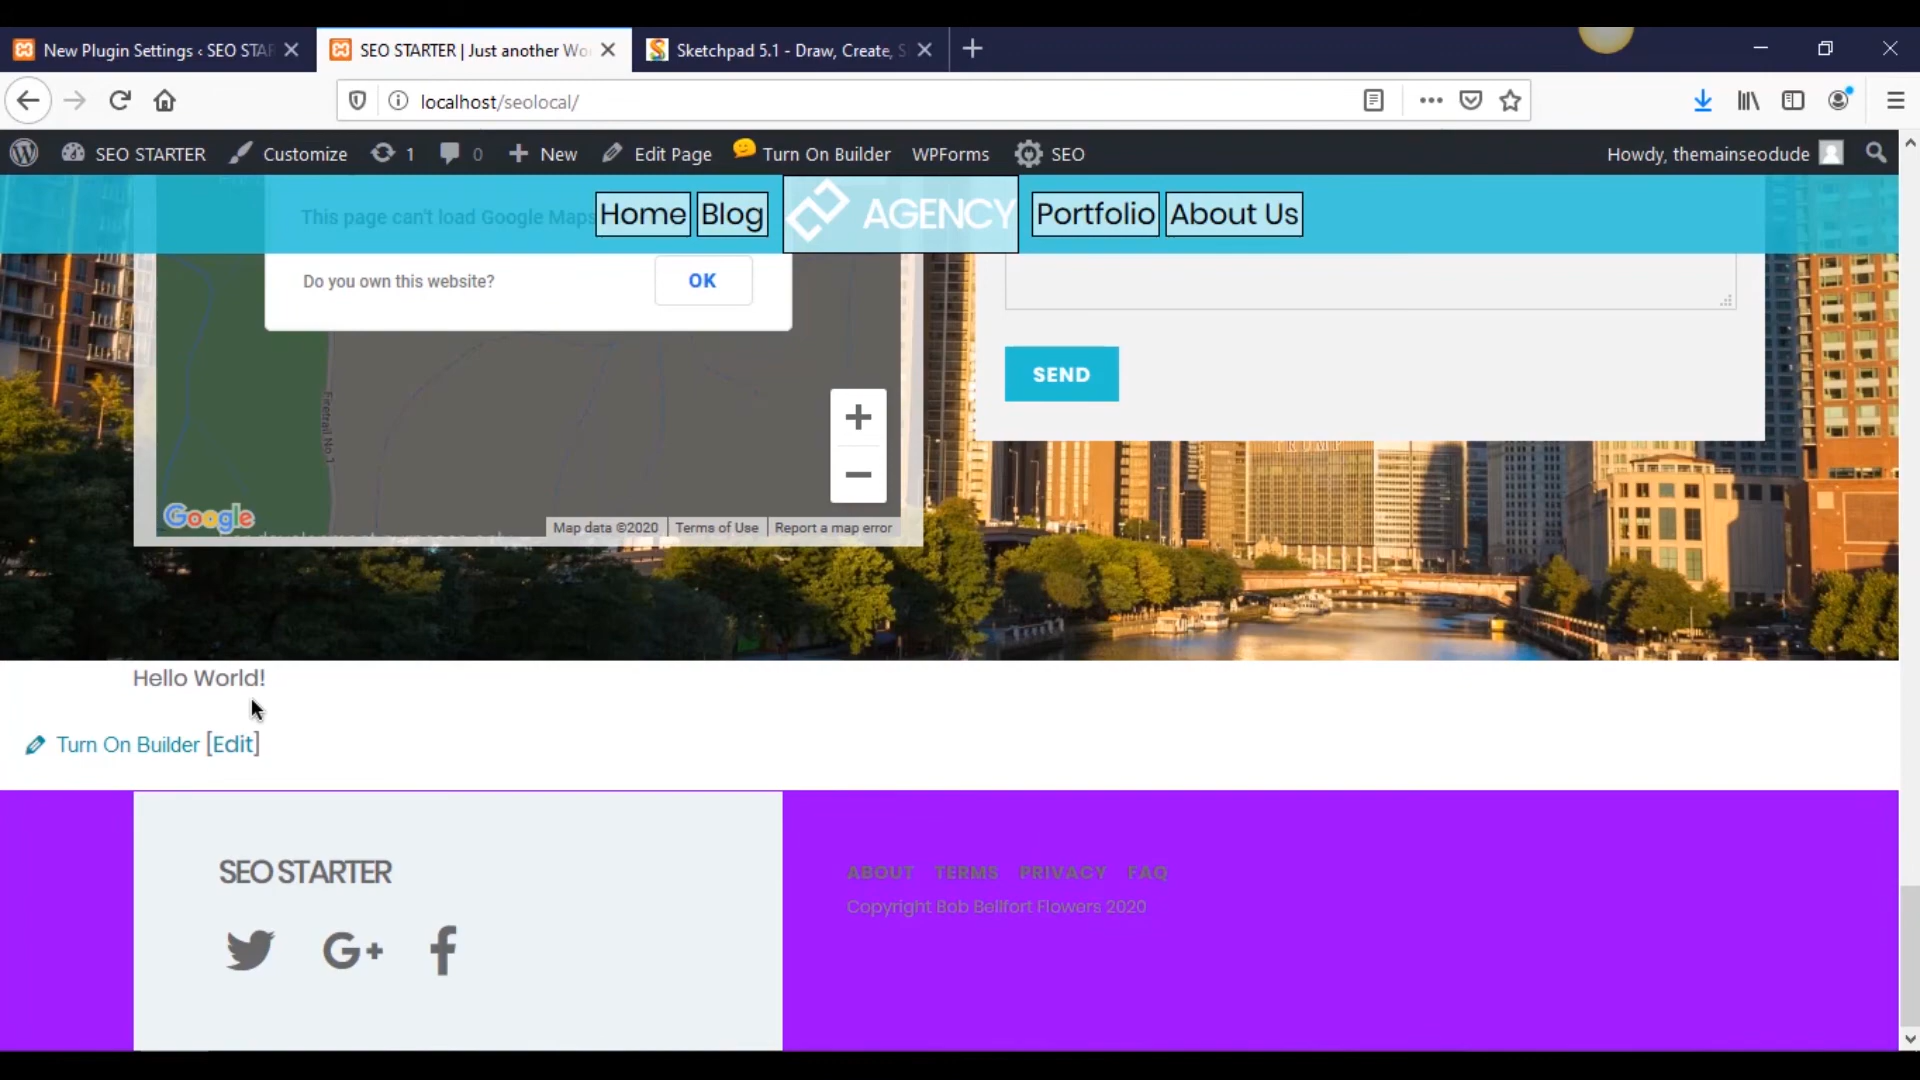 New Plugin Settings ‹ SEO STAR
SEO STARTER | Just another Wo
Sketchpad 5.1 - Draw, Create, S
localhost/seolocal/
SEO STARTER
Customize
1
0
New
Edit Page
Turn On Builder
WPForms
SEO
Howdy, themainseodude
This page can't load Google Maps
Home
Blog
AGENCY
Portfolio
About Us
Do you own this website?
OK
SEND
TRUMP
Firetrail No 1
Google
Map data ©2020
Terms of Use
Report a map error
Hello World!
Turn On Builder [Edit]
SEO STARTER
ABOUT TERMS PRIVACY FAQ
Copyright Bob Bellfort Flowers 2020
G+